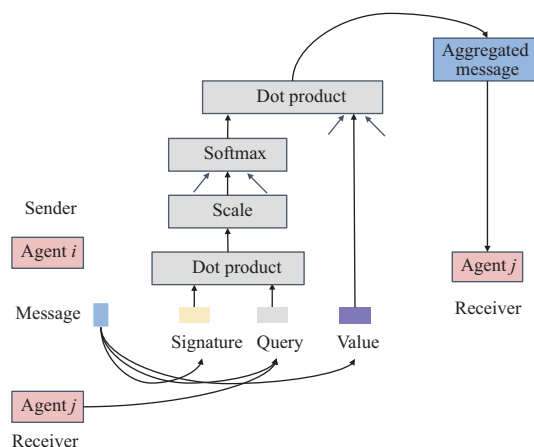 Aggregated
message
Dot product
Softmax
Sender
Scale
Agent i
Dot product
Agent j
Message
Receiver
Signature
Query
Value
Agent j
Receiver